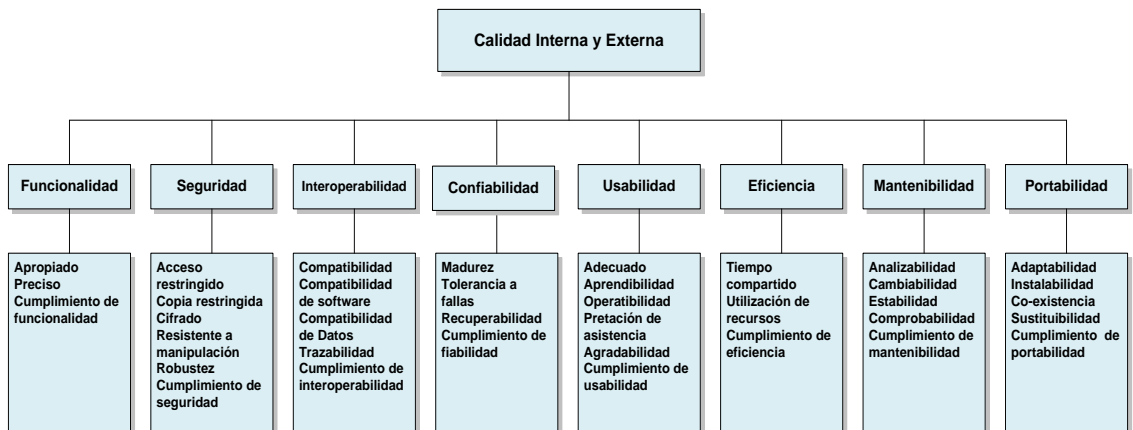 Calidad Interna y Externa
Funcionalidad
Seguridad
Interoperabilidad
Confiabilidad
Usabilidad
Eficiencia
Mantenibilidad
Portabilidad
Apropiado
Preciso
Cumplimiento de
funcionalidad
Acceso
restringido
Copia restringida
Cifrado
Resistente a
manipulación
Robustez
Cumplimiento de
seguridad
Compatibilidad
Compatibilidad
de software
Compatibilidad
de Datos
Trazabilidad
Cumplimiento de
interoperabilidad
Madurez
Tolerancia a
fallas
Recuperabilidad
Cumplimiento de
fiabilidad
Adecuado
Aprendibilidad
Operatibilidad
Pretación de
asistencia
Agradabilidad
Cumplimiento de
usabilidad
Tiempo
compartido
Utilización de
recursos
Cumplimiento de
eficiencia
Analizabilidad
Cambiabilidad
Estabilidad
Comprobabilidad
Cumplimiento de
mantenibilidad
Adaptabilidad
Instalabilidad
Co-existencia
Sustituibilidad
Cumplimiento de
portabilidad